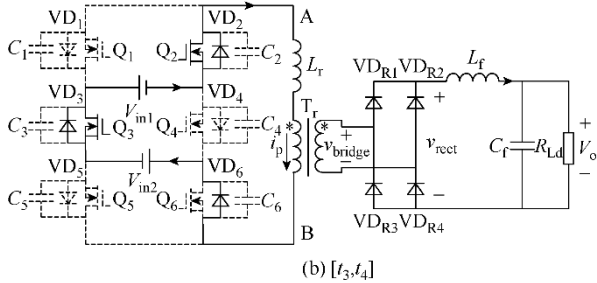 VD1 VD2 A
C1 Q1 Q2 C2 Lr
VD3 VD4 Tr VDR1 VDR2 Lf
Vin1
C3 Q3 Q4 C4 ip * * + vbridge − + vrect − Cf RLd + Vo −
VD5 Vin2 VD6
C5 Q5 Q6 C6 VDR3 VDR4
B
(b) [t3,t4]